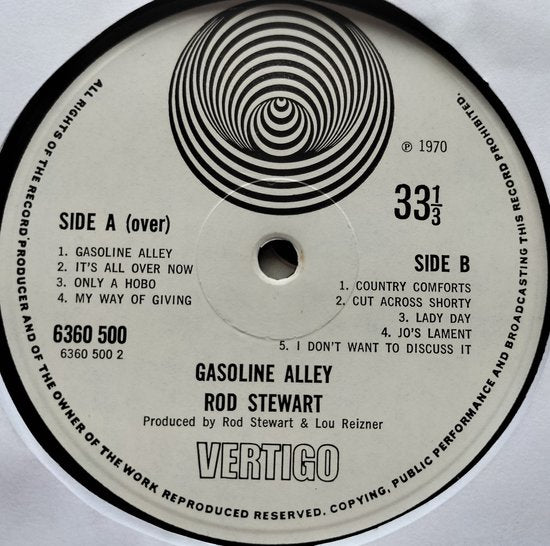 ℗ 1970
33⅓
SIDE A (over)
1. GASOLINE ALLEY
2. IT'S ALL OVER NOW
3. ONLY A HOBO
4. MY WAY OF GIVING
6360 500
6360 500 2
SIDE B
1. COUNTRY COMFORTS
2. CUT ACROSS SHORTY
3. LADY DAY
4. JO'S LAMENT
5. I DON'T WANT TO DISCUSS IT
GASOLINE ALLEY
ROD STEWART
Produced by Rod Stewart & Lou Reizner
VERTIGO
ALL RIGHTS OF THE RECORD PRODUCER AND OF THE OWNER OF THE WORK REPRODUCED RESERVED. COPYING, PUBLIC PERFORMANCE AND BROADCASTING THIS RECORD PROHIBITED.